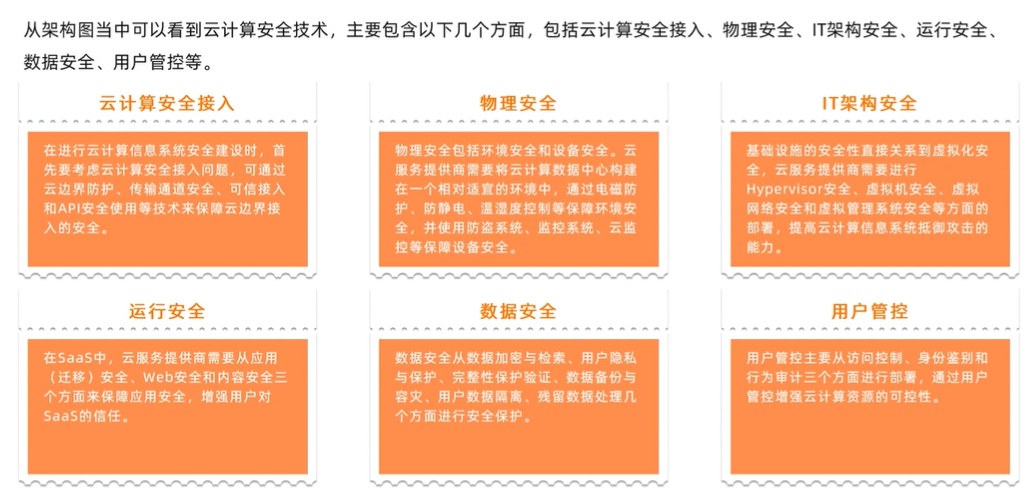 从架构图当中可以看到云计算安全技术，主要包含以下几个方面，包括云计算安全接入、物理安全、IT架构安全、运行安全、
数据安全、用户管控等。
云计算安全接入
在进行云计算信息系统安全建设时，首
先要考虑云计算安全接入问题，可通过
云边界防护、传输通道安全、可信接入
和API安全使用等技术来保障云边界接
入的安全。
物理安全
物理安全包括环境安全和设备安全。云
服务提供商需要将云计算数据中心构建
在一个相对适宜的环境中，通过电磁防
护、防静电、温湿度控制等保障环境安
全，并使用防盗系统、监控系统、云监
控等保障设备安全。
IT架构安全
基础设施的安全性直接关系到虚拟化安
全，云服务提供商需要进行
Hypervisor安全、虚拟机安全、虚拟
网络安全和虚拟管理系统安全等方面的
部署，提高云计算信息系统抵御攻击的
能力。
运行安全
在SaaS中，云服务提供商需要从应用
（迁移）安全、Web安全和内容安全三
个方面来保障应用安全，增强用户对
SaaS的信任。
数据安全
数据安全从数据加密与检索、用户隐私
与保护、完整性保护验证、数据备份与
容灾、用户数据隔离、残留数据处理几
个方面进行安全保护。
用户管控
用户管控主要从访问控制、身份鉴别和
行为审计三个方面进行部署，通过用户
管控增强云计算资源的可控性。